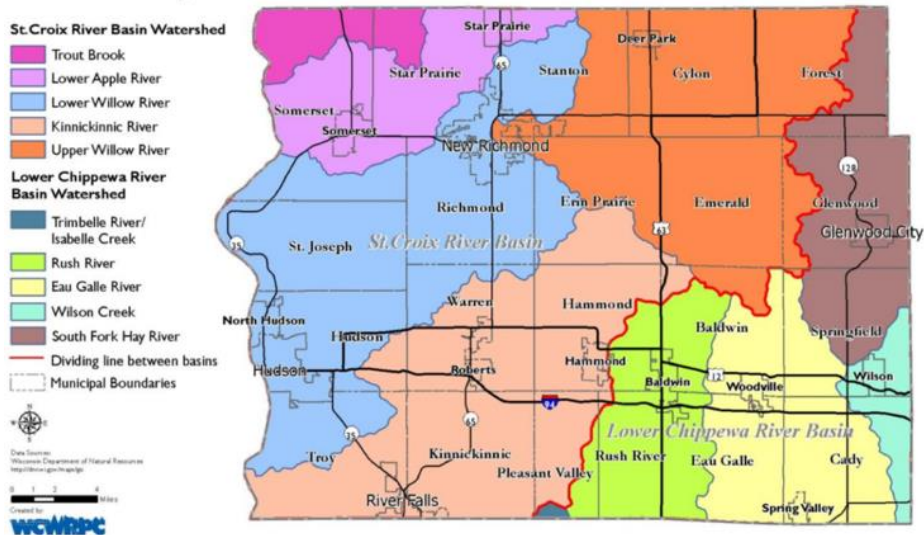 St.Croix River Basin Watershed
Trout Brook
Lower Apple River
Lower Willow River
Kinnickinnic River
Upper Willow River
Lower Chippewa River
Basin Watershed
Trimbelle River/
Isabelle Creek
Rush River
Eau Galle River
Wilson Creek
South Fork Hay River
Dividing line between basins
Municipal Boundaries
N
W
S
Data Sources:
Wisconsin Department of Natural Resources
0 1 2 4
Miles
Created by:
WCWRPC
Star Prairie
Deer Park
65
Stanton
Cylon
Forest
Star Prairie
Somerset
Somerset
New Richmond
128
Erin Prairie
Emerald
Glenwood
Richmond
63
Glenwood City
35
St. Joseph
St.Croix River Basin
Warren
Hammond
North Hudson
Baldwin
Springfield
Hudson
Hudson
Hammond
Roberts
Baldwin
12
Woodville
Wilson
94
65
35
Lower Chippewa River Basin
Troy
Kinnickinnic
Pleasant Valley
Rush River
Eau Galle
Cady
River Falls
Spring Valley